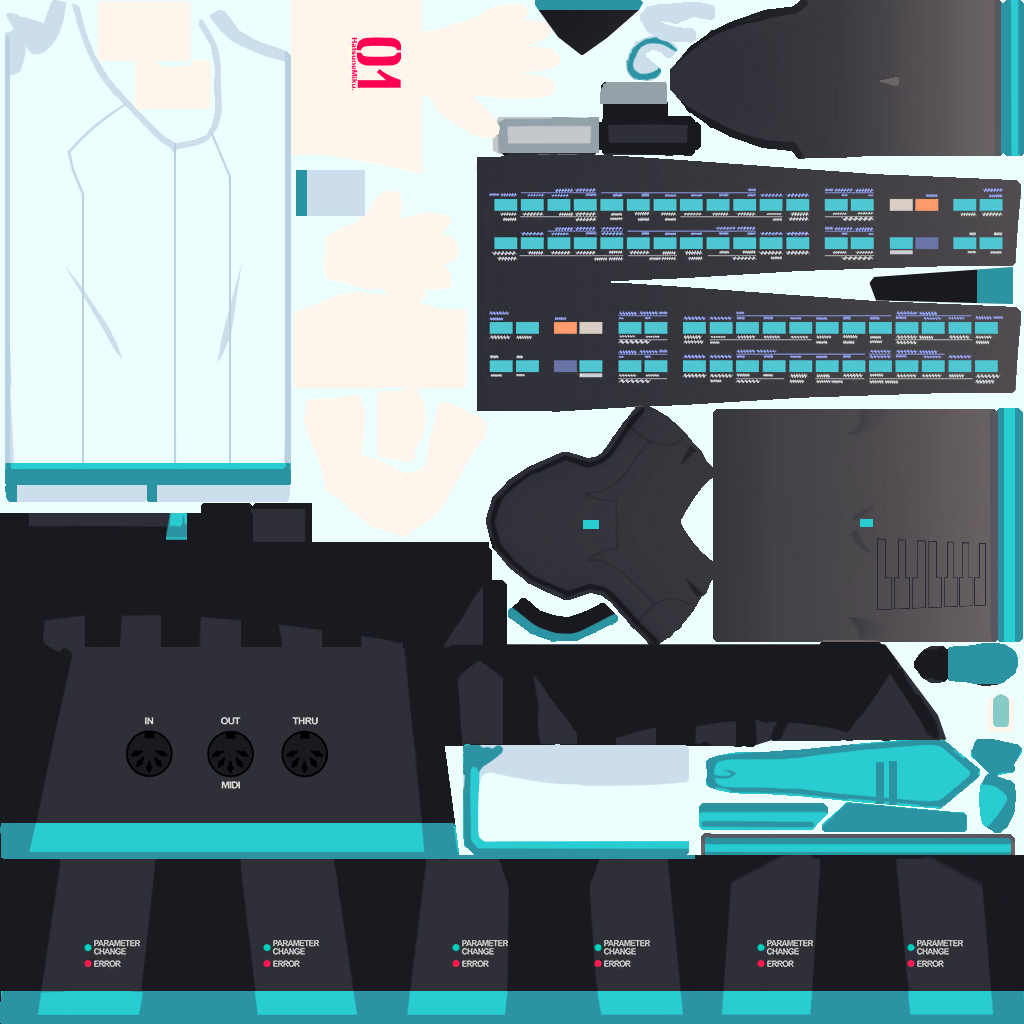 01
HatsuneMiku.
IN
OUT
THRU
MIDI
PARAMETER
CHANGE
ERROR
PARAMETER
CHANGE
ERROR
PARAMETER
CHANGE
ERROR
PARAMETER
CHANGE
ERROR
PARAMETER
CHANGE
ERROR
PARAMETER
CHANGE
ERROR